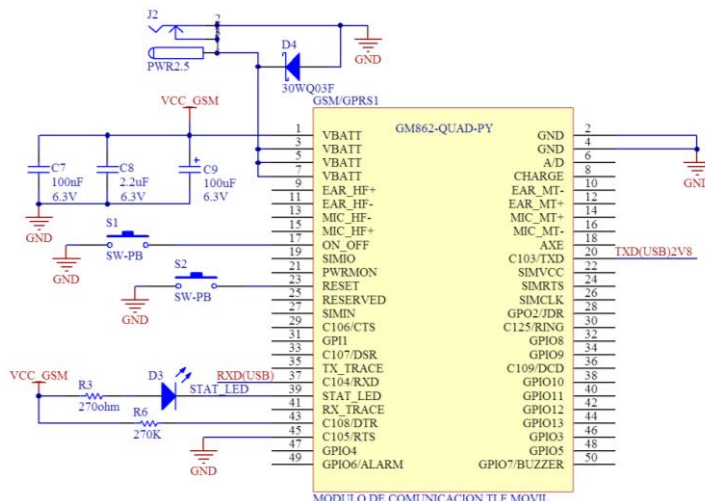 J2
PWR2.5
D4
30WQ03F
GND
GSM/GPRS1
VCC_GSM
GM862-QUAD-PY
C7
100nF
6.3V
C8
2.2uF
6.3V
C9
100uF
6.3V
GND
S1
SW-PB
GND
S2
SW-PB
GND
1 VBATT GND 2
3 VBATT GND 4
5 VBATT A/D 6
7 VBATT CHARGE 8
9 EAR_HF+ EAR_MT- 10
11 EAR_HF- EAR_MT+ 12
13 MIC_HF- MIC_MT+ 14
15 MIC_HF+ MIC_MT- 16
17 ON_OFF AXE 18
19 SIMIO C103/TXD 20 TXD(USB)2V8
21 PWRMON SIMVCC 22
23 RESET SIMRTS 24
25 RESERVED SIMCLK 26
27 SIMIN GPO2/JDR 28
29 C106/CTS C125/RING 30
31 GPI1 GPIO8 32
33 C107/DSR GPIO9 34
35 TX_TRACE C109/DCD 36
RXD(USB) 37 C104/RXD GPIO10 38
STAT_LED 39 STAT_LED GPIO11 40
41 RX_TRACE GPIO12 42
43 C108/DTR GPIO13 44
45 C105/RTS GPIO3 46
47 GPIO4 GPIO5 48
49 GPIO6/ALARM GPIO7/BUZZER 50
GND
VCC_GSM
R3
270ohm
D3
R6
270K
GND
MODULO DE COMUNICACION TLF MOVIL